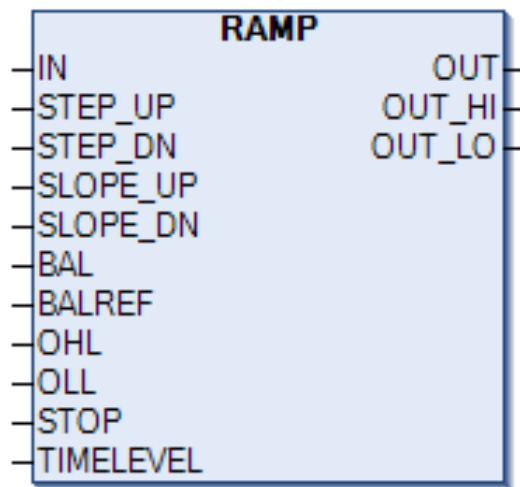 RAMP
IN OUT
STEP_UP OUT_HI
STEP_DN OUT_LO
SLOPE_UP
SLOPE_DN
BAL
BALREF
OHL
OLL
STOP
TIMELEVEL